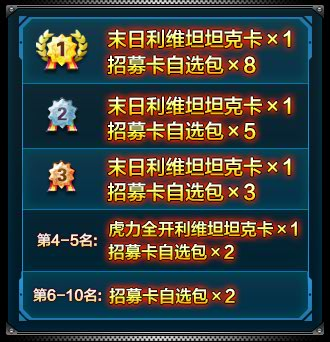 1
末日利维坦坦克卡×1
招募卡自选包×8
2
末日利维坦坦克卡×1
招募卡自选包×5
3
末日利维坦坦克卡×1
招募卡自选包×3
第4-5名:
虎力全开利维坦坦克卡×1
招募卡自选包×2
第6-10名: 招募卡自选包×2